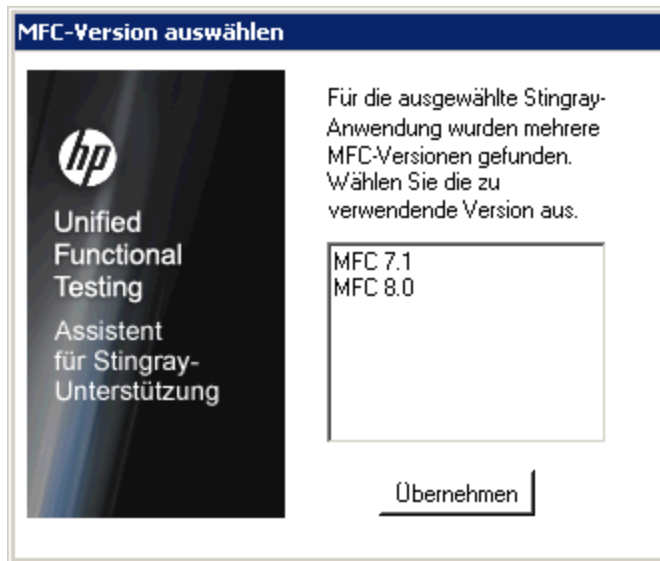 MFC-Version auswählen
hp
Unified
Functional
Testing
Assistent
für Stingray-
Unterstützung
Für die ausgewählte Stingray-
Anwendung wurden mehrere
MFC-Versionen gefunden.
Wählen Sie die zu
verwendende Version aus.
MFC 7.1
MFC 8.0
Übernehmen